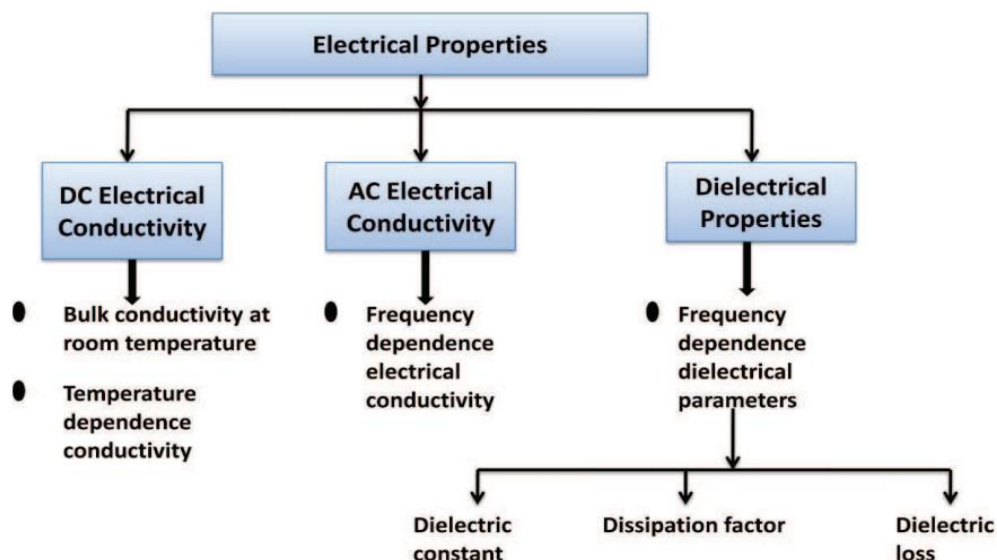 Electrical Properties
DC Electrical
Conductivity
AC Electrical
Conductivity
Dielectrical
Properties
Bulk conductivity at
room temperature
Temperature
dependence
conductivity
Frequency
dependence
electrical
conductivity
Frequency
dependence
dielectrical
parameters
Dielectric
constant
Dissipation factor
Dielectric
loss